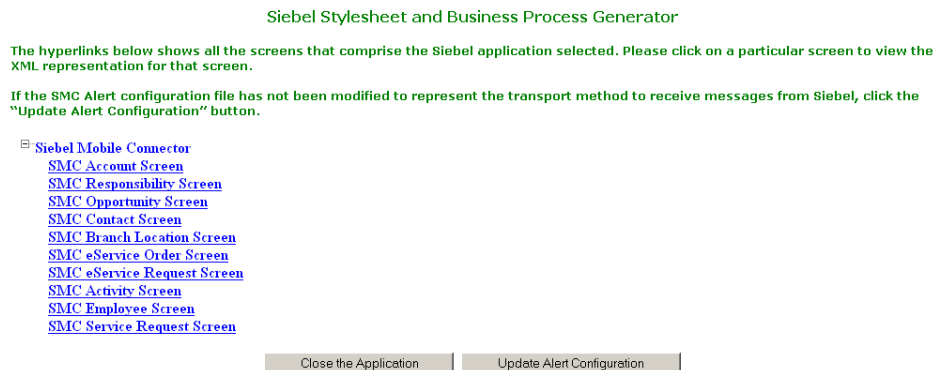 Siebel Stylesheet and Business Process Generator
The hyperlinks below shows all the screens that comprise the Siebel application selected. Please click on a particular screen to view the
XML representation for that screen.
If the SMC Alert configuration file has not been modified to represent the transport method to receive messages from Siebel, click the
“Update Alert Configuration” button.
Siebel Mobile Connector
SMC Account Screen
SMC Responsibility Screen
SMC Opportunity Screen
SMC Contact Screen
SMC Branch Location Screen
SMC eService Order Screen
SMC eService Request Screen
SMC Activity Screen
SMC Employee Screen
SMC Service Request Screen
Close the Application Update Alert Configuration